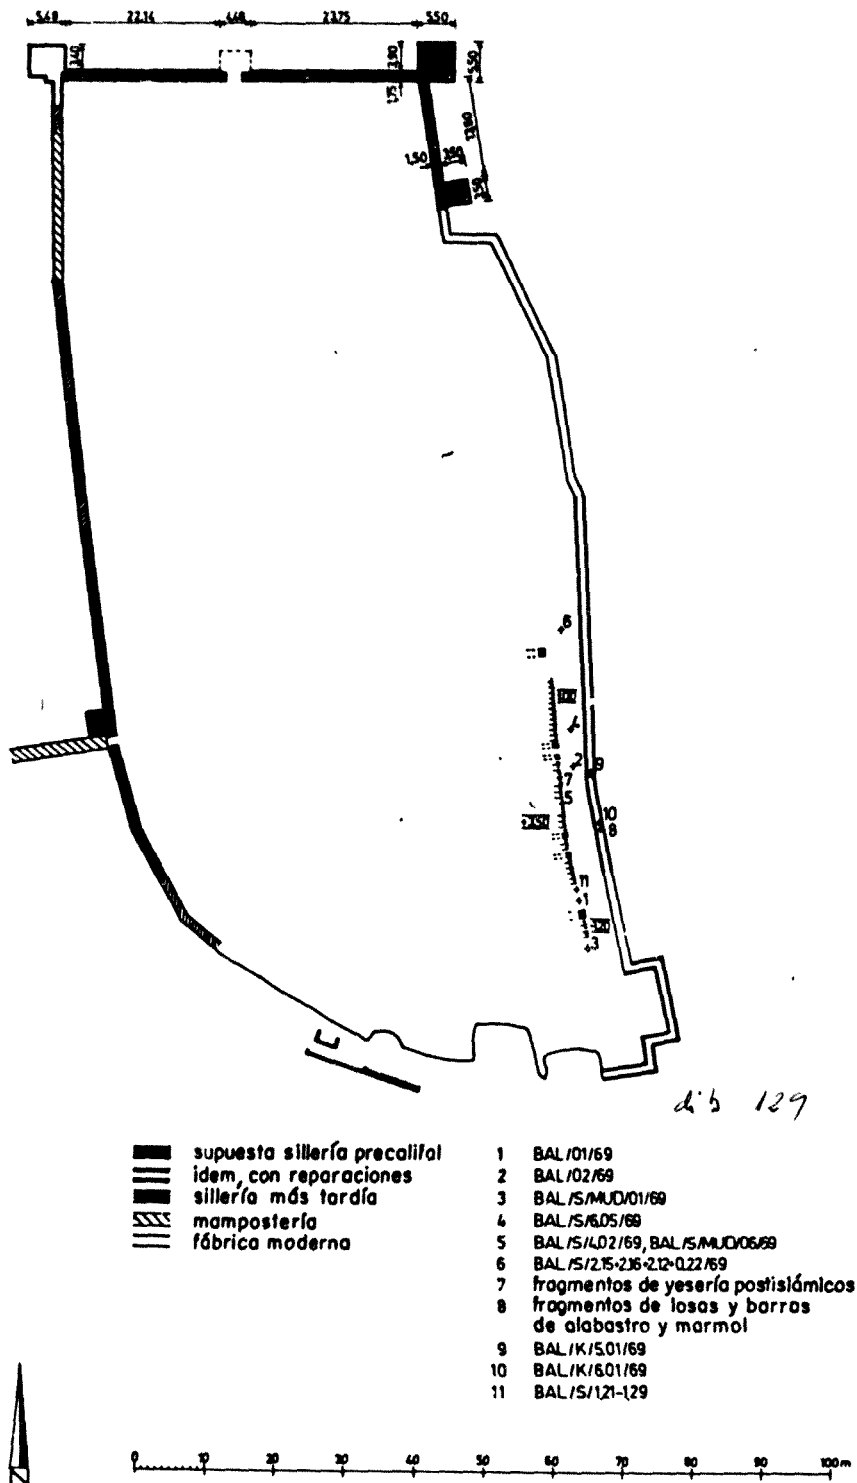 5,49 22,14 4,48 23,75 5,50
3,40
3,90
5,50
1,75
13,80
1,50
3,50
6
4
2
9
7
5
10
8
11
1
3
dib 129
supuesta sillería precalifal
idem, con reparaciones
sillería más tardía
mampostería
fábrica moderna
1 BAL/01/69
2 BAL/02/69
3 BAL/S/MUD/01/69
4 BAL/S/6,05/69
5 BAL/S/4,02/69, BAL/S/MUD/06/69
6 BAL/S/2.15+2.16+2.12+0.22/69
7 fragmentos de yesería postislámicos
8 fragmentos de losas y barras
de alabastro y marmol
9 BAL/K/5.01/69
10 BAL/K/6.01/69
11 BAL/S/1,21-1,29
N
0 10 20 30 40 50 60 70 80 90 100 m